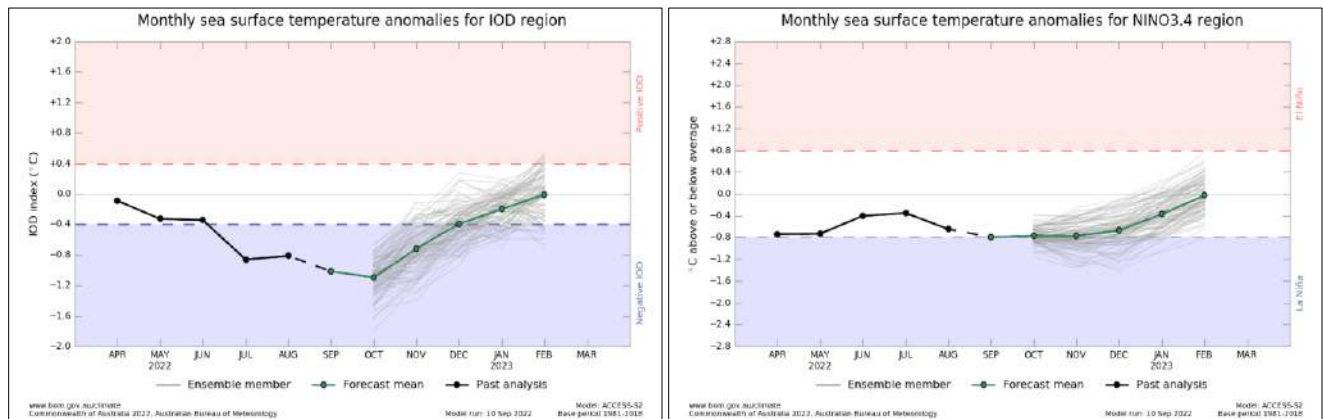 Monthly sea surface temperature anomalies for IOD region
+2.0
+1.6
+1.2
+0.8
+0.4
0.0
−0.4
−0.8
−1.2
−1.6
−2.0
IOD index (°C)
Positive IOD
Negative IOD
APR MAY JUN JUL AUG SEP OCT NOV DEC JAN FEB MAR
2022 2023
Ensemble member Forecast mean Past analysis
www.bom.gov.au/climate Model: ACCESS-S2
Commonwealth of Australia 2022, Australian Bureau of Meteorology Model run: 10 Sep 2022 Base period 1981-2018
Monthly sea surface temperature anomalies for NINO3.4 region
+2.8
+2.4
+2.0
+1.6
+1.2
+0.8
+0.4
0.0
−0.4
−0.8
−1.2
−1.6
−2.0
−2.4
−2.8
°C above or below average
El Niño
La Niña
APR MAY JUN JUL AUG SEP OCT NOV DEC JAN FEB MAR
2022 2023
Ensemble member Forecast mean Past analysis
www.bom.gov.au/climate Model: ACCESS-S2
Commonwealth of Australia 2022, Australian Bureau of Meteorology Model run: 10 Sep 2022 Base period 1981-2018